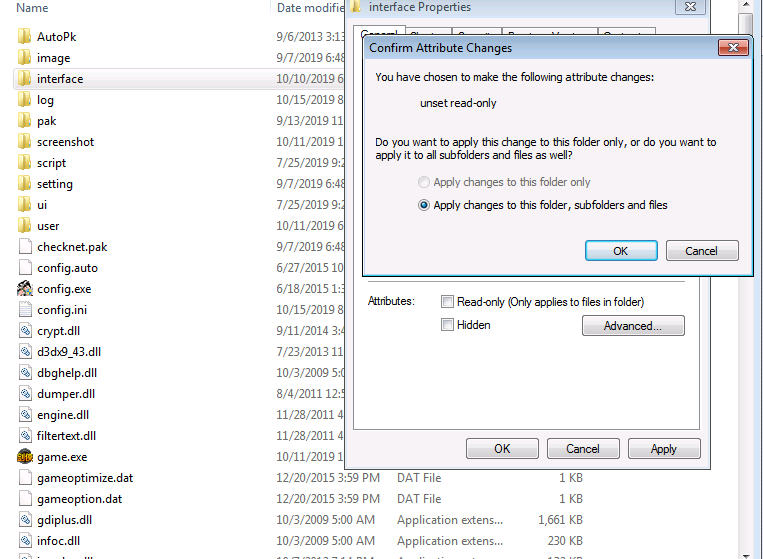 Name
Date modifie
interface Properties
Confirm Attribute Changes
You have chosen to make the following attribute changes:
unset read-only
Do you want to apply this change to this folder only, or do you want to
apply it to all subfolders and files as well?
Apply changes to this folder only
Apply changes to this folder, subfolders and files
OK
Cancel
Attributes:
Read-only (Only applies to files in folder)
Hidden
Advanced...
OK
Cancel
Apply
AutoPk 9/6/2013 3:13
image 9/7/2019 6:48
interface 10/10/2019 6
log 10/15/2019 8
pak 9/13/2019 11
screenshot 10/11/2019 1
script 7/25/2019 9:2
setting 9/7/2019 6:48
ui 7/25/2019 9:2
user 10/11/2019 6
checknet.pak 9/7/2019 6:48
config.auto 6/27/2015 10
config.exe 6/18/2015 1:3
config.ini 10/15/2019 8
crypt.dll 9/11/2014 3:4
d3dx9_43.dll 7/23/2013 11
dbghelp.dll 10/3/2009 5:0
dumper.dll 8/4/2011 12:5
engine.dll 11/28/2011 4
filtertext.dll 11/28/2011 4
game.exe 10/11/2019 1
gameoptimize.dat 12/20/2015 3:59 PM DAT File 1 KB
gameoption.dat 12/20/2015 3:59 PM DAT File 1 KB
gdiplus.dll 10/3/2009 5:00 AM Application extens... 1,661 KB
infoc.dll 10/3/2009 5:00 AM Application extens... 230 KB